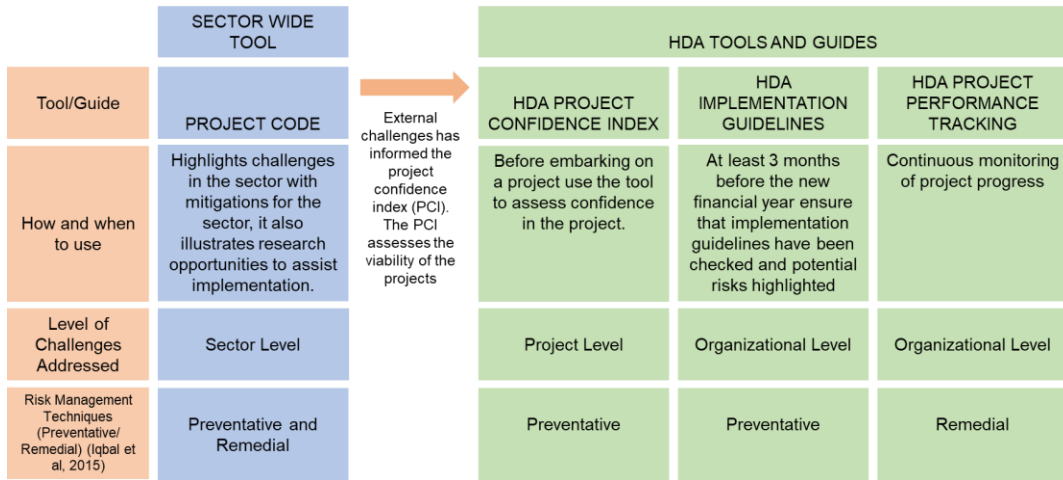 SECTOR WIDE
TOOL
HDA TOOLS AND GUIDES
Tool/Guide
PROJECT CODE
External
challenges has
informed the
project
confidence
index (PCI).
The PCI
assesses the
viability of the
projects
HDA PROJECT
CONFIDENCE INDEX
HDA
IMPLEMENTATION
GUIDELINES
HDA PROJECT
PERFORMANCE
TRACKING
How and when
to use
Highlights challenges
in the sector with
mitigations for the
sector, it also
illustrates research
opportunities to assist
implementation.
Before embarking on
a project use the tool
to assess confidence
in the project.
At least 3 months
before the new
financial year ensure
that implementation
guidelines have been
checked and potential
risks highlighted
Continuous monitoring
of project progress
Level of
Challenges
Addressed
Sector Level
Project Level
Organizational Level
Organizational Level
Risk Management
Techniques
(Preventative/
Remedial) (Iqbal et
al, 2015)
Preventative and
Remedial
Preventative
Preventative
Remedial